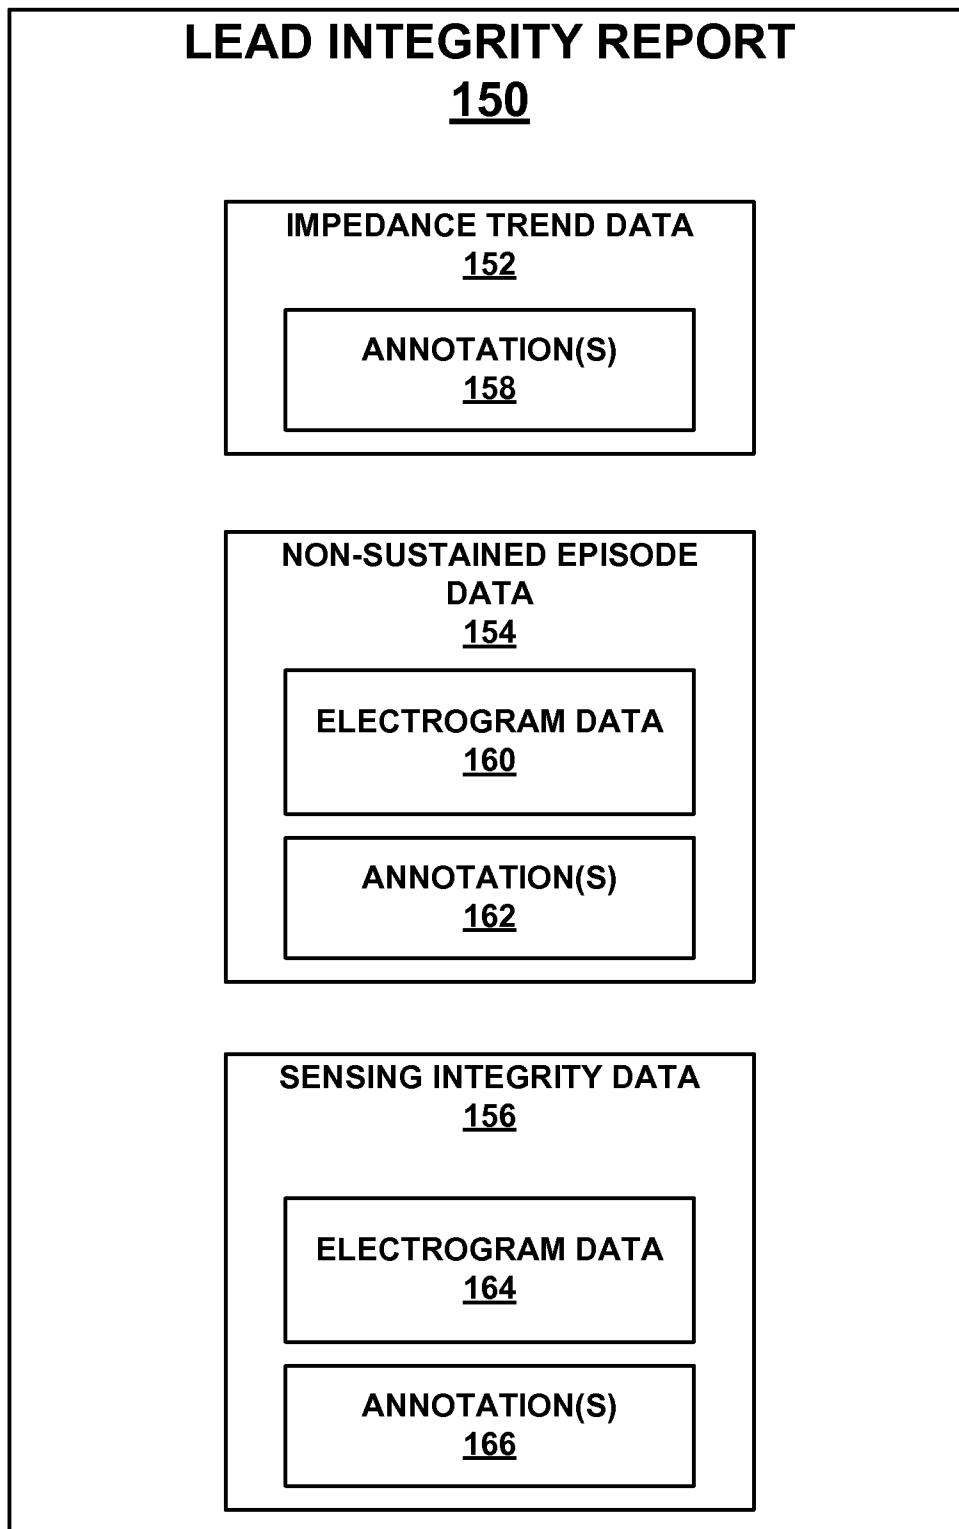 LEAD INTEGRITY REPORT
150
IMPEDANCE TREND DATA
152
ANNOTATION(S)
158
NON-SUSTAINED EPISODE
DATA
154
ELECTROGRAM DATA
160
ANNOTATION(S)
162
SENSING INTEGRITY DATA
156
ELECTROGRAM DATA
164
ANNOTATION(S)
166